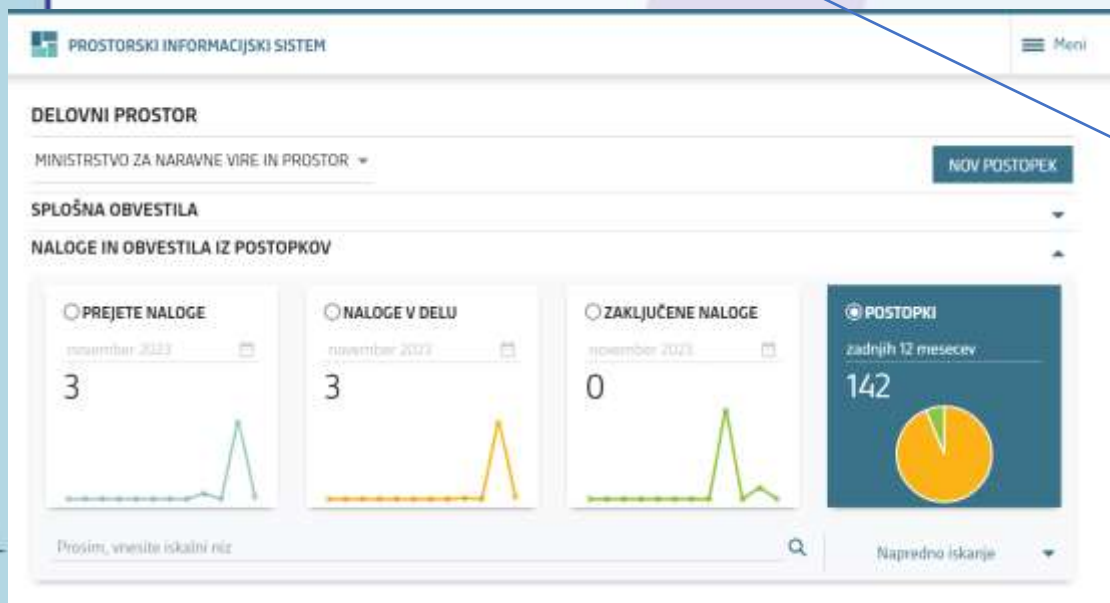 PROSTORSKI INFORMACIJSKI SISTEM
Meni
DELOVNI PROSTOR
MINISTRSTVO ZA NARAVNE VIRE IN PROSTOR
NOV POSTOPEK
SPLOŠNA OBVESTILA
NALOGE IN OBVESTILA IZ POSTOPKOV
PREJETE NALOGE
november 2023
3
NALOGE V DELU
november 2023
3
ZAKLJUČENE NALOGE
november 2023
0
POSTOPKI
zadnjih 12 mesecev
142
Prosim, vnesite iskalni niz
Napredno iskanje